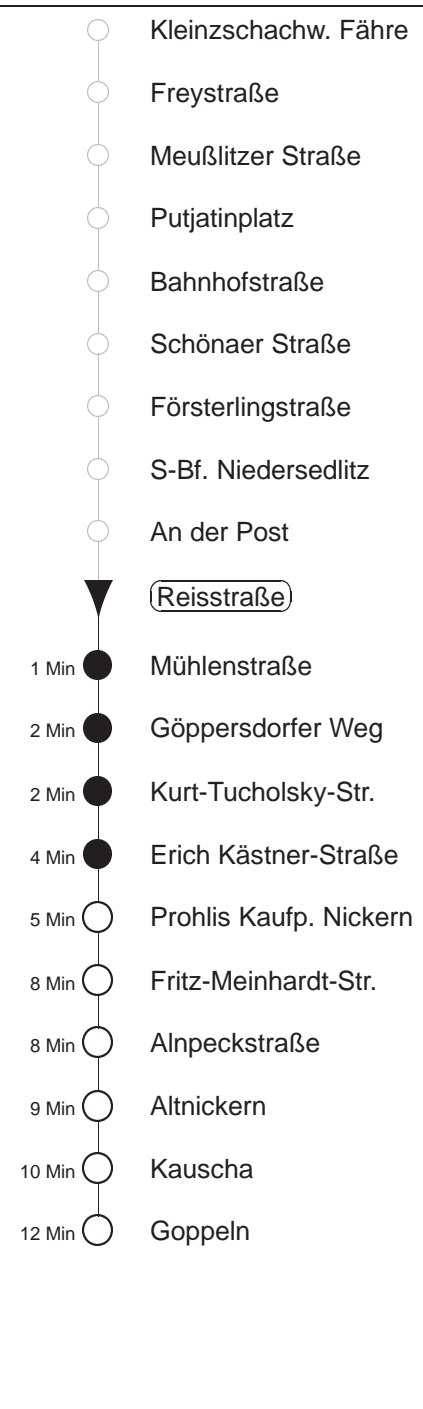 Kleinzschachw. Fähre
Freystraße
Meußlitzer Straße
Putjatinplatz
Bahnhofstraße
Schönaer Straße
Försterlingstraße
S-Bf. Niedersedlitz
An der Post
Reisstraße
1 Min Mühlenstraße
2 Min Göppersdorfer Weg
2 Min Kurt-Tucholsky-Str.
4 Min Erich Kästner-Straße
5 Min Prohlis Kaufp. Nickern
8 Min Fritz-Meinhardt-Str.
8 Min Alnpeckstraße
9 Min Altnickern
10 Min Kauscha
12 Min Goppeln